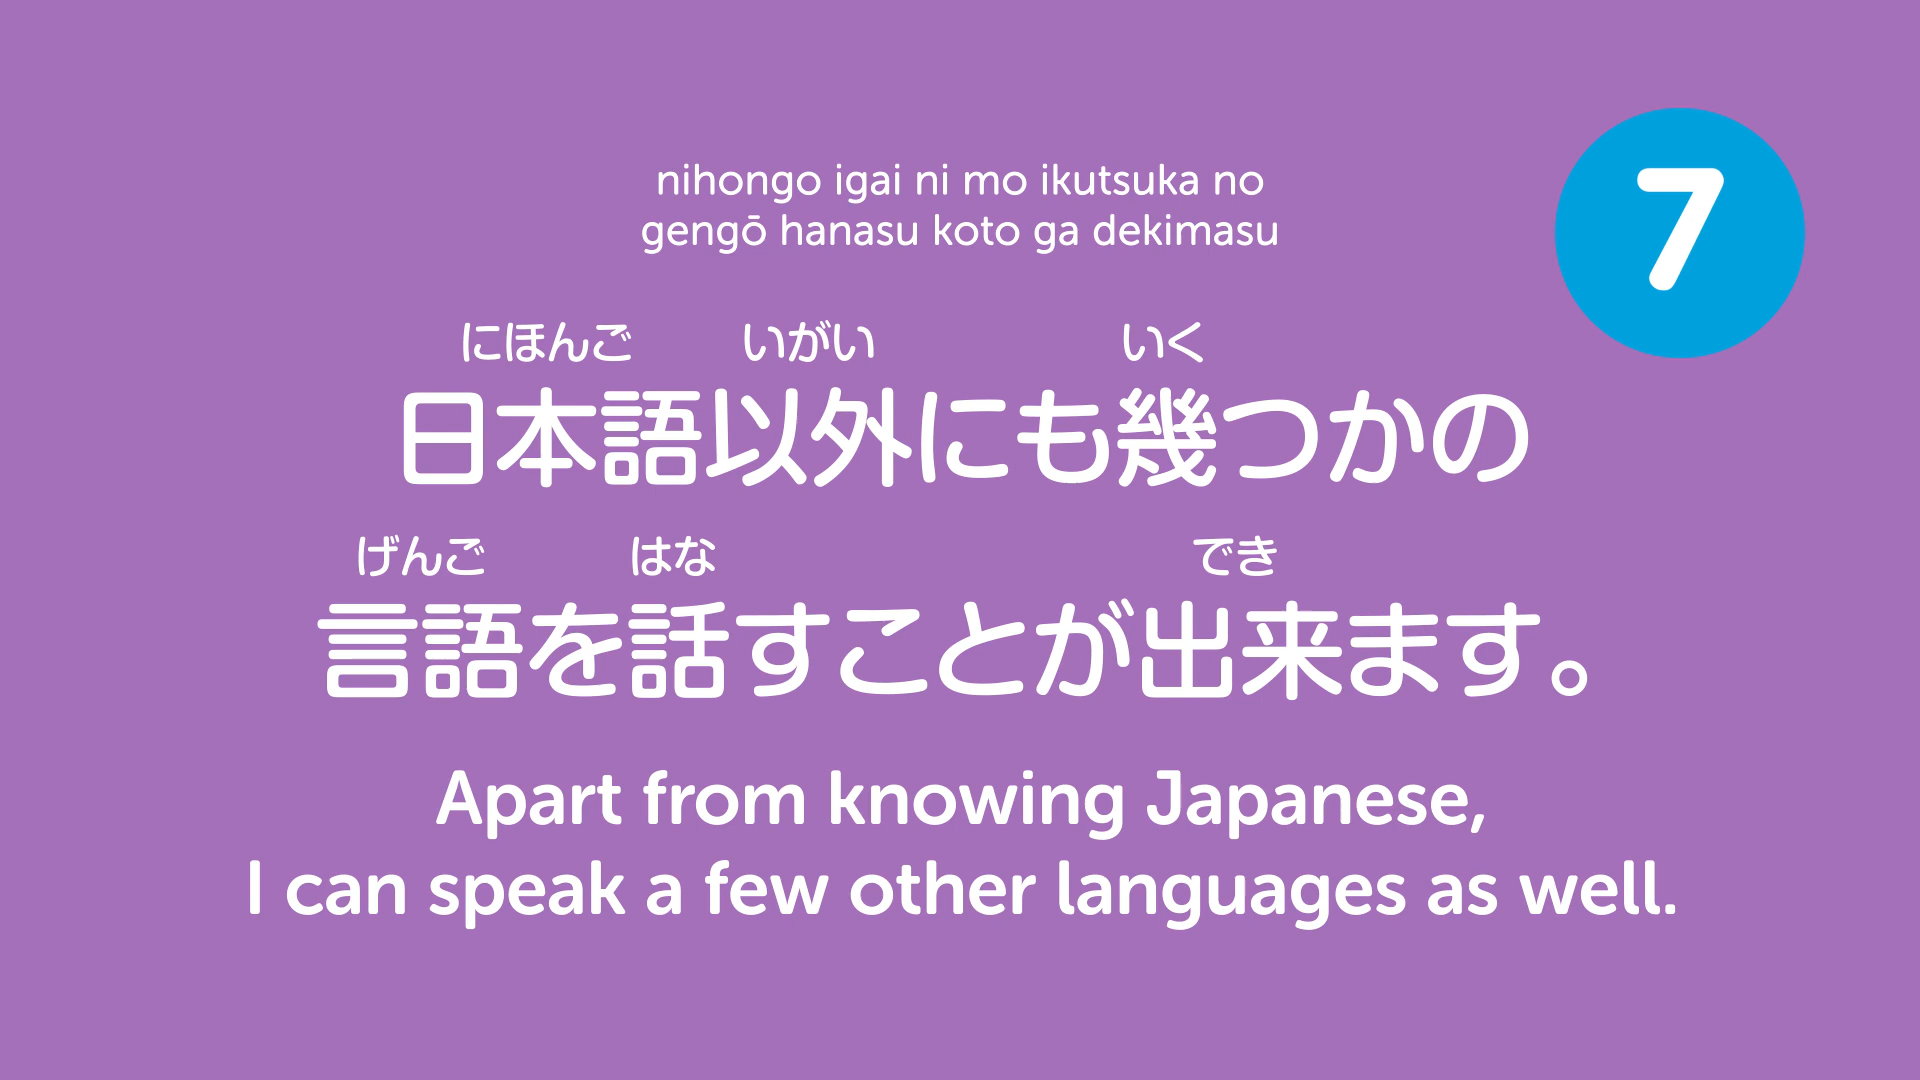 nihongo igai ni mo ikutsuka no
gengō hanasu koto ga dekimasu
7
にほんご いがい いく
日本語以外にも幾つかの
げんご はな でき
言語を話すことが出来ます。
Apart from knowing Japanese,
I can speak a few other languages as well.